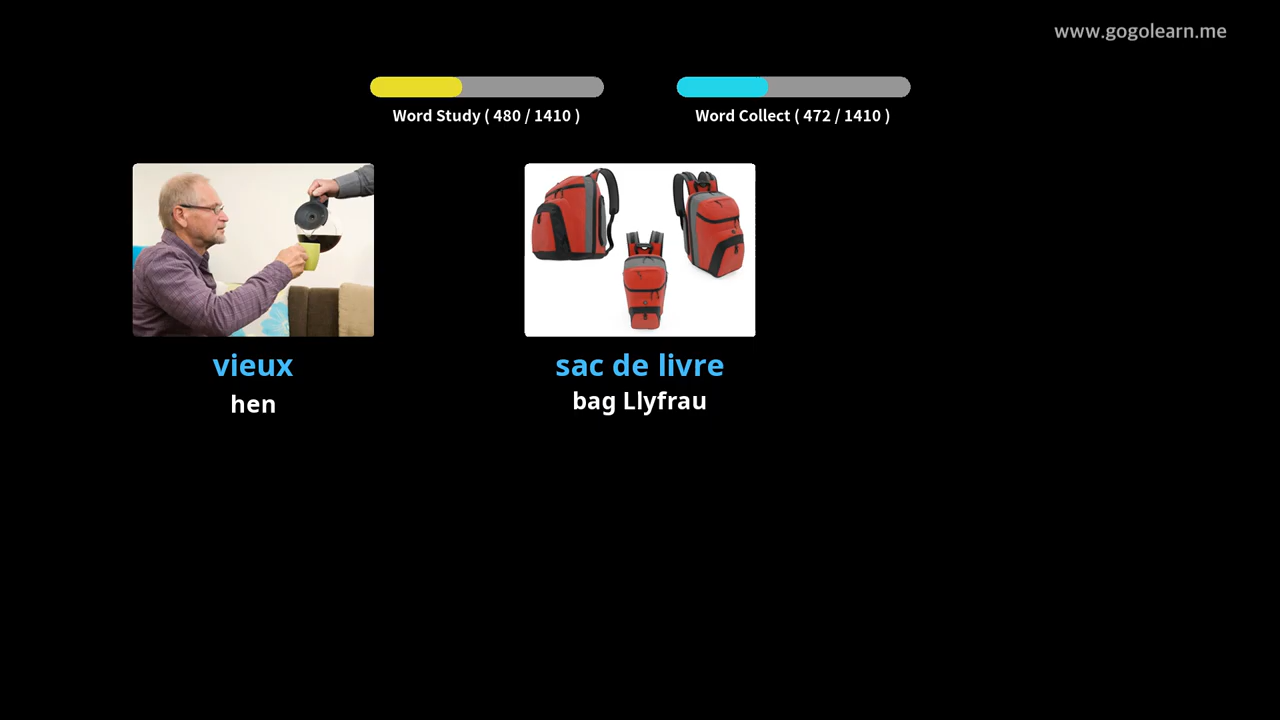 www.gogolearn.me
Word Study ( 480 / 1410 )
Word Collect ( 472 / 1410 )
vieux
hen
sac de livre
bag Llyfrau